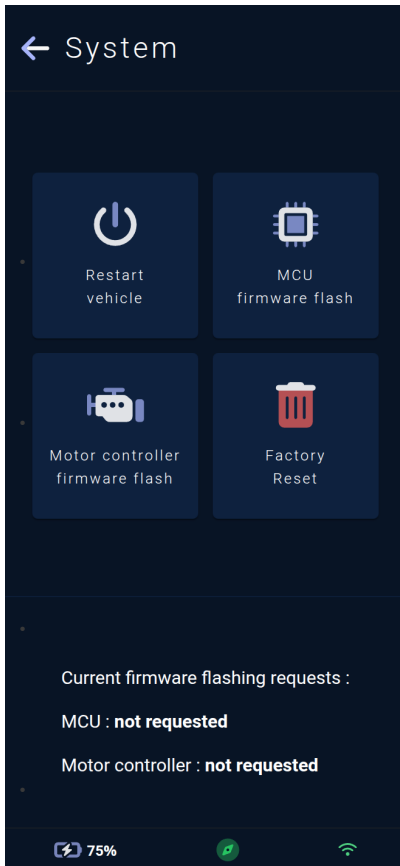 System
Restart
vehicle
MCU
firmware flash
Motor controller
firmware flash
Factory
Reset
Current firmware flashing requests :
MCU : not requested
Motor controller : not requested
75%